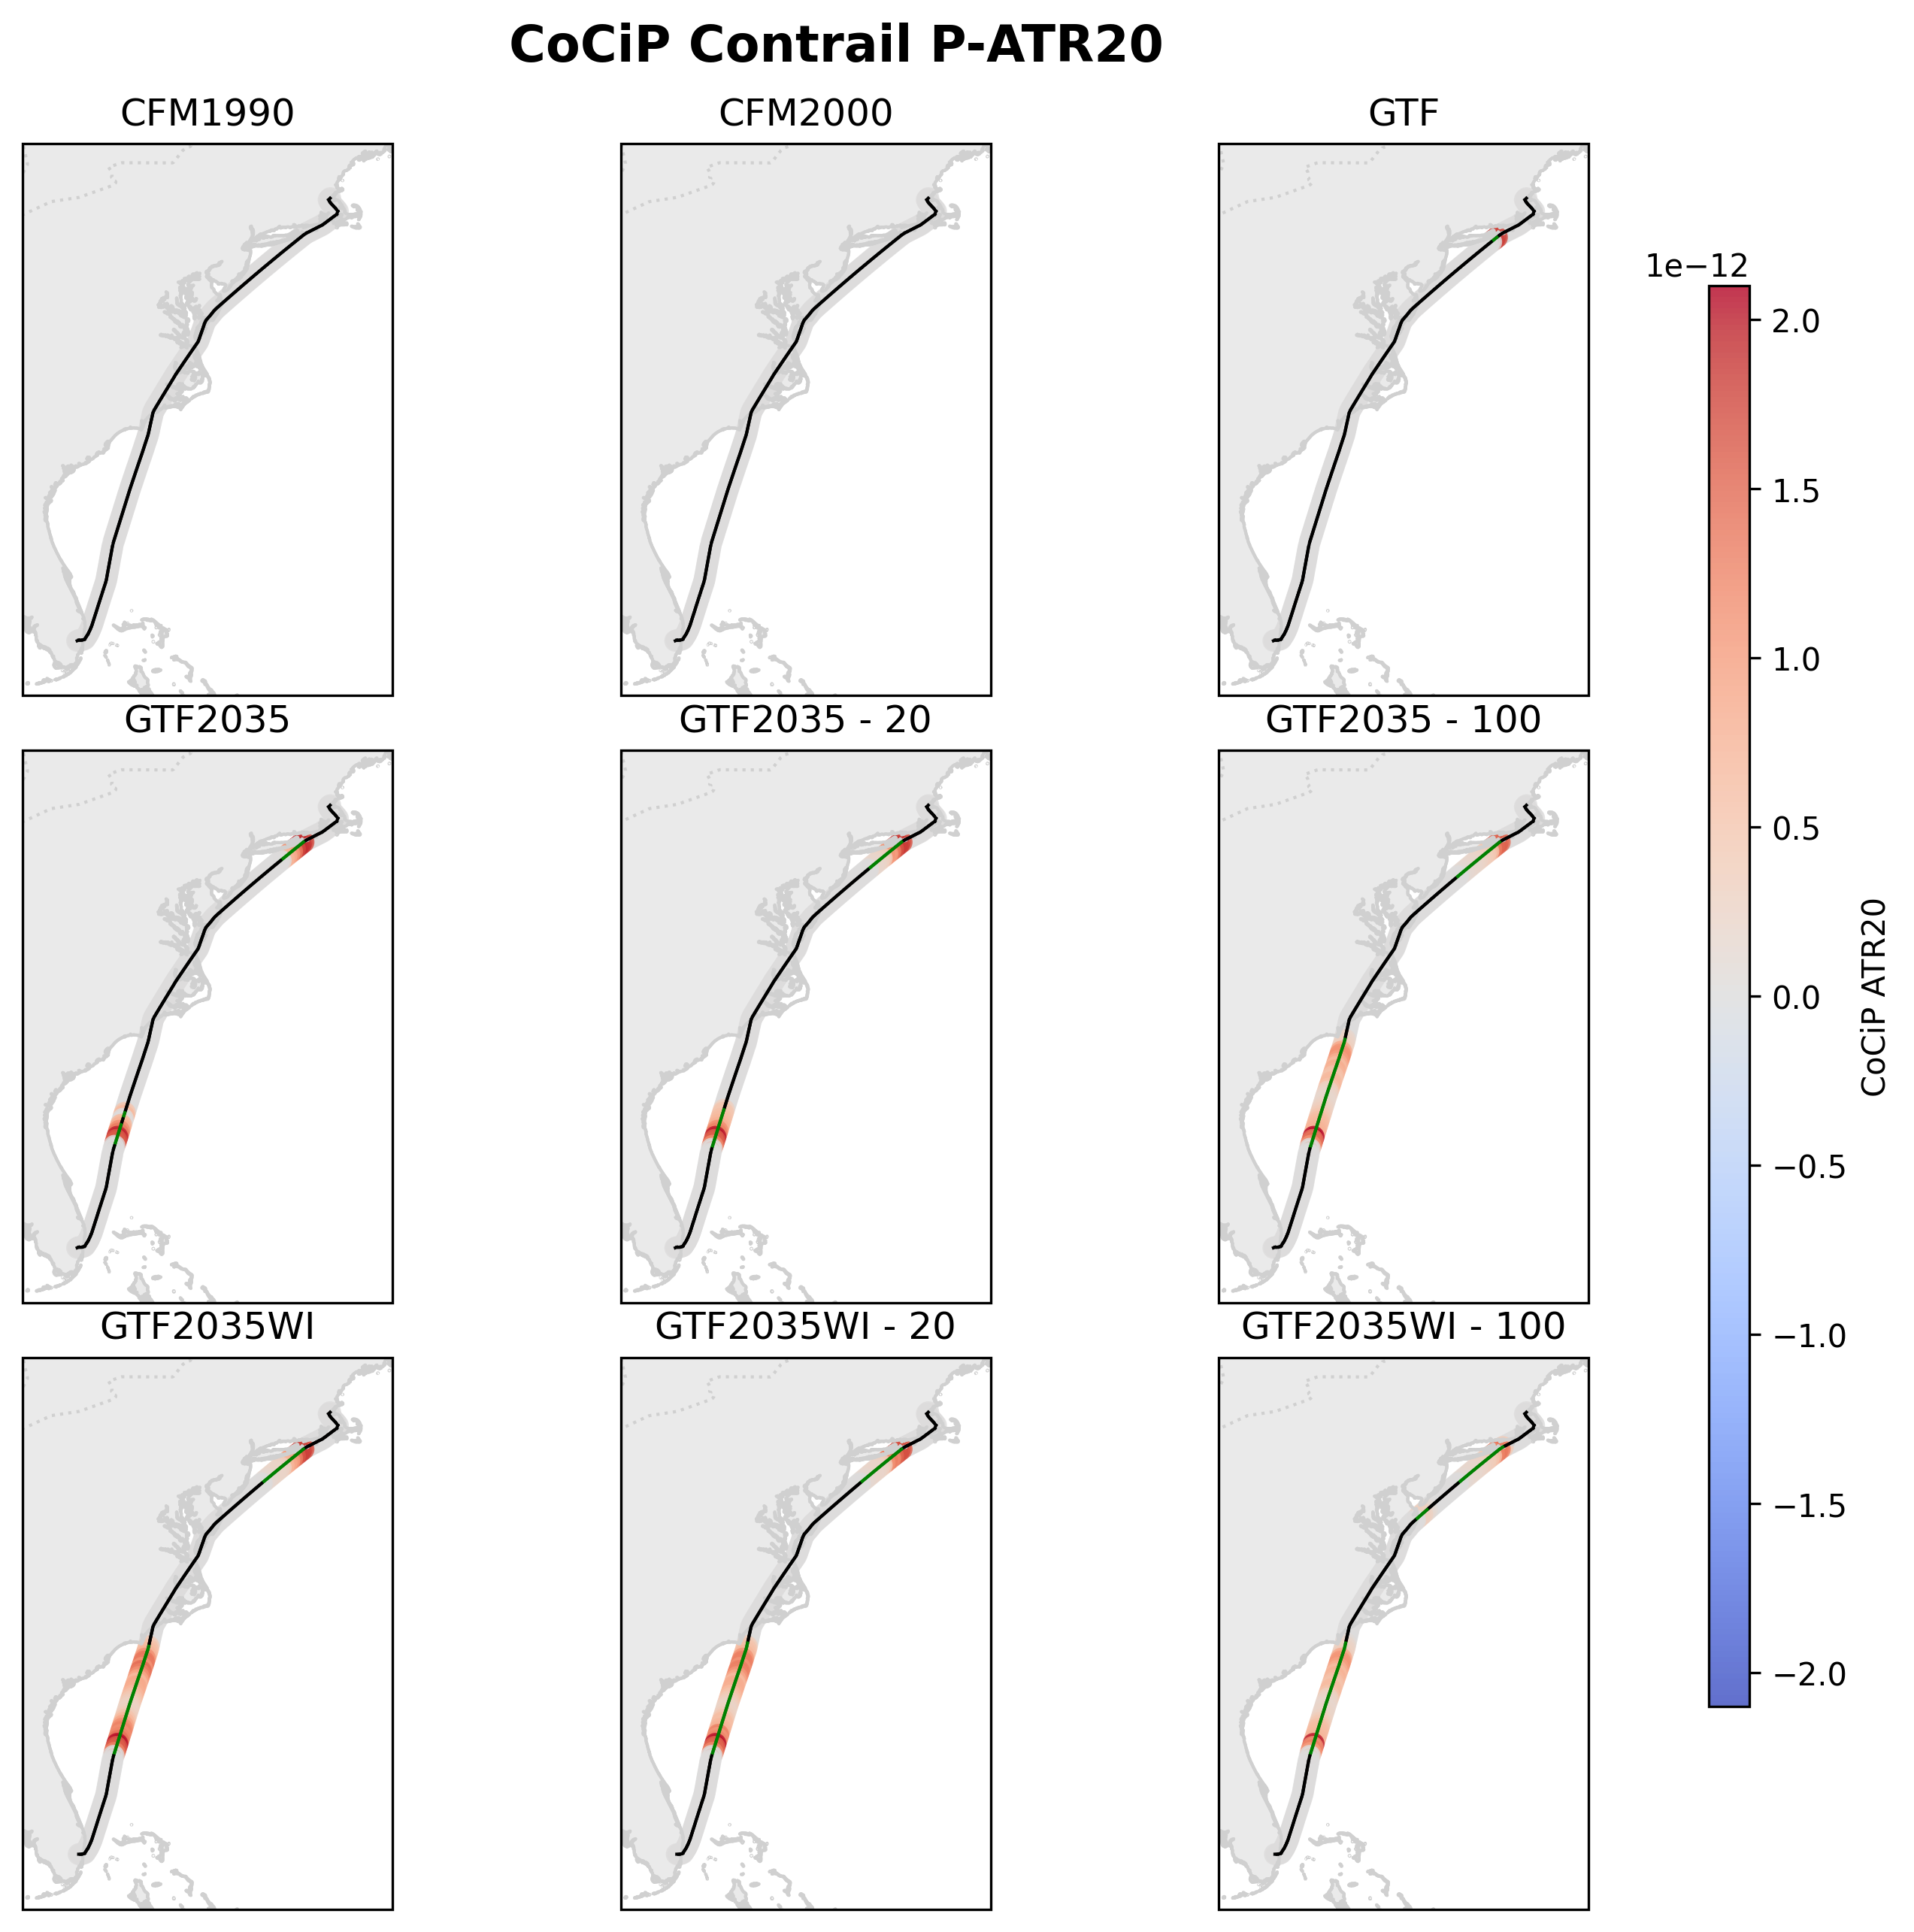 CoCiP Contrail P-ATR20
CFM1990
CFM2000
GTF
GTF2035
GTF2035 - 20
GTF2035 - 100
GTF2035WI
GTF2035WI - 20
GTF2035WI - 100
1e−12
2.0
1.5
1.0
0.5
0.0
−0.5
−1.0
−1.5
−2.0
CoCiP ATR20